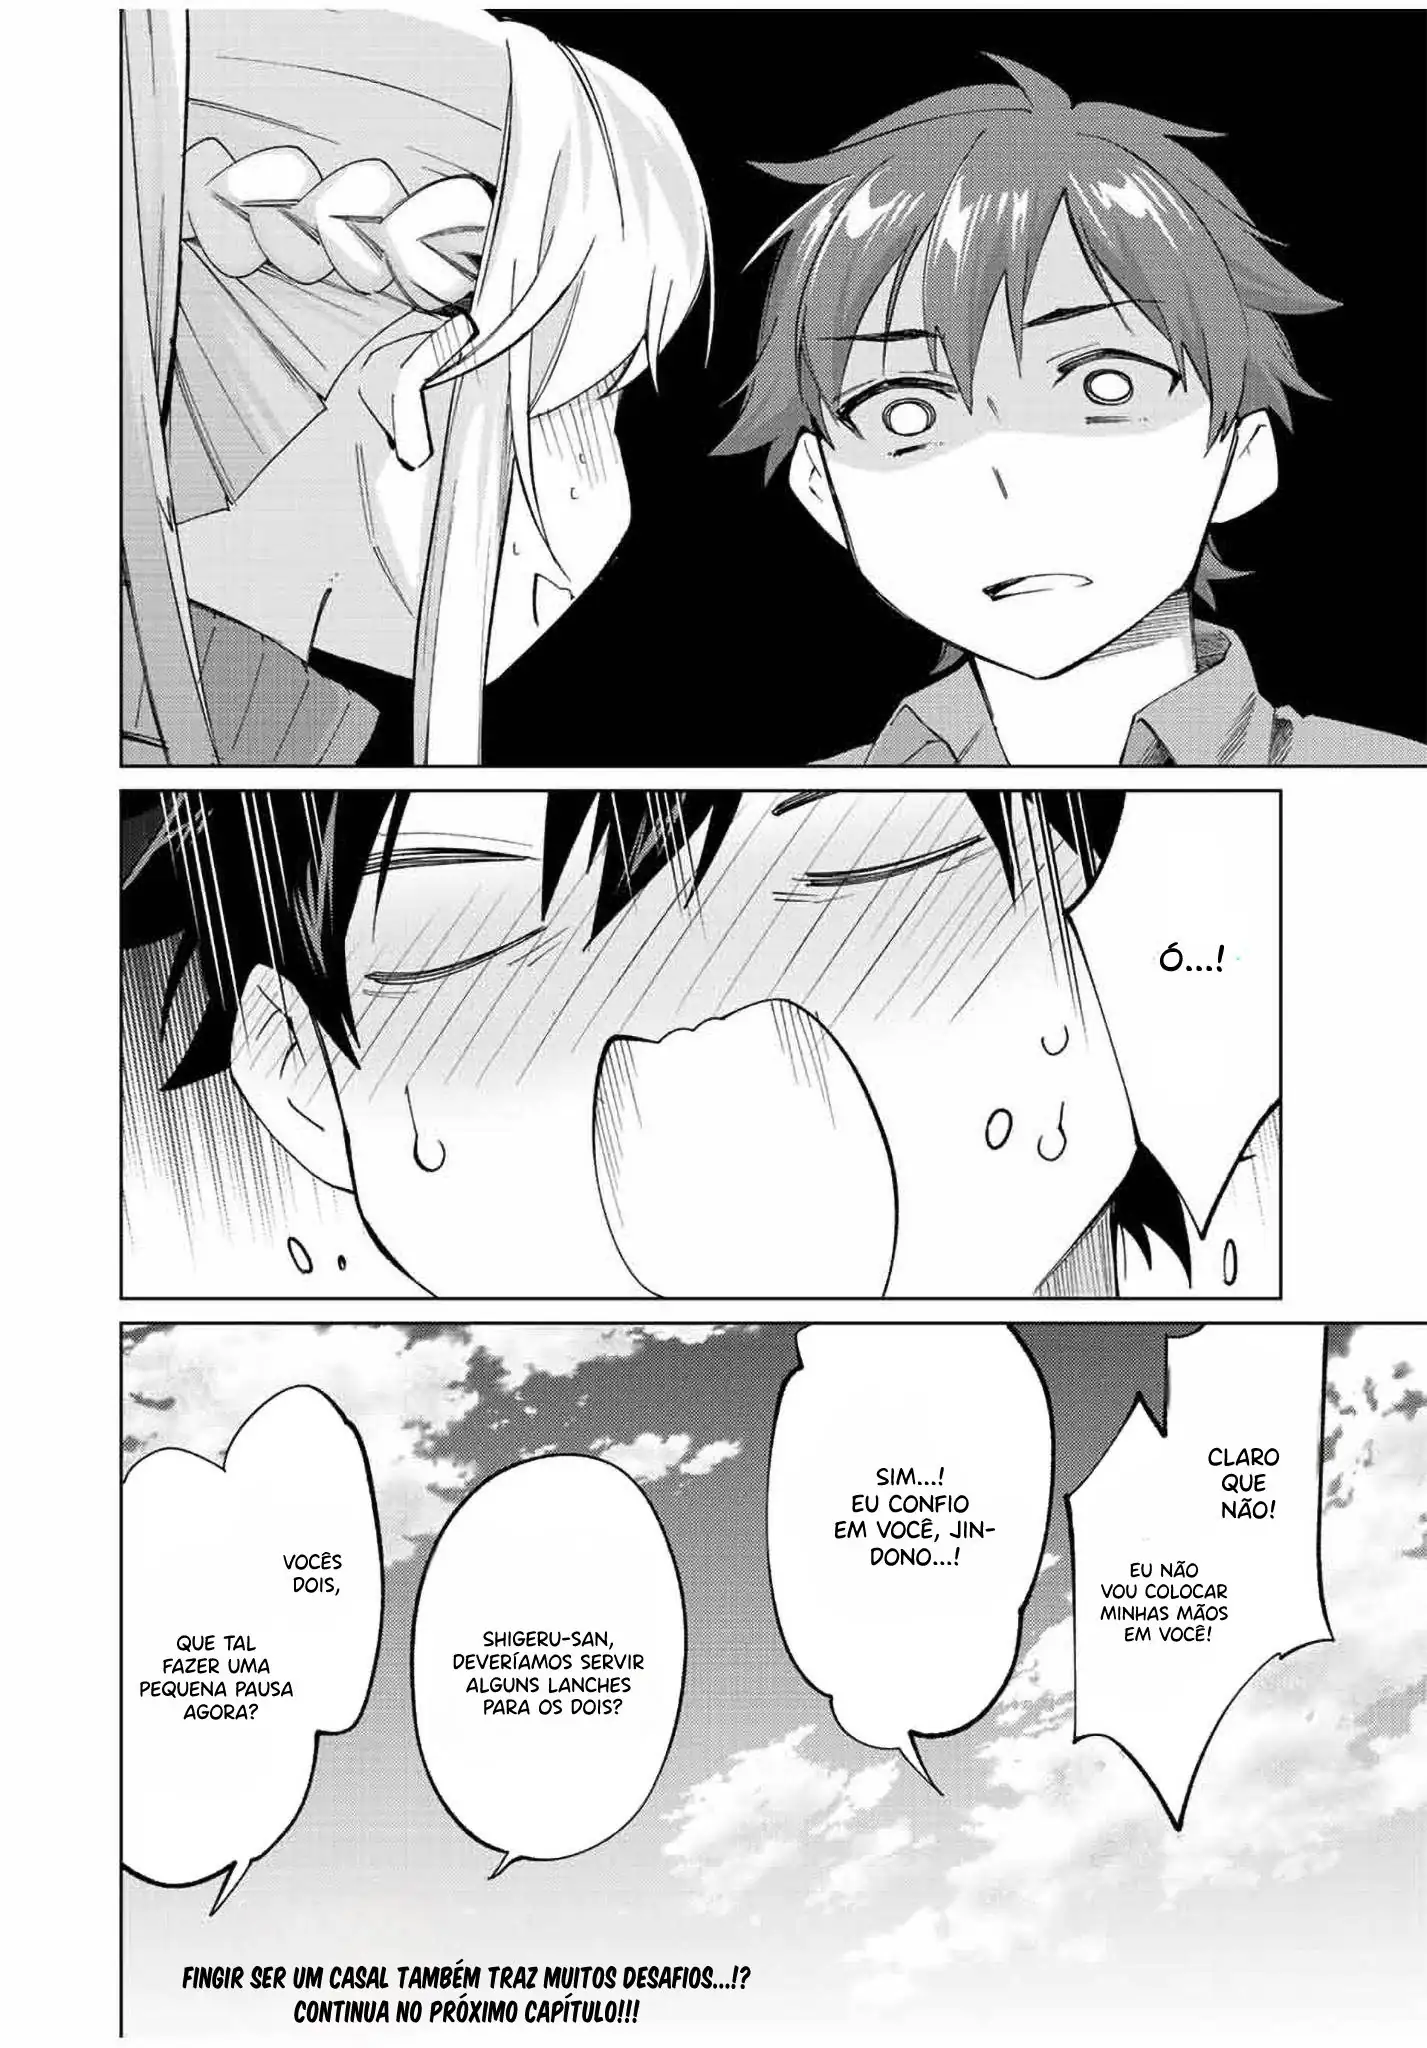 Ó...!
CLARO
QUE
NÃO!
EU NÃO
VOU COLOCAR
MINHAS MÃOS
EM VOCÊ!
SIM...!
EU CONFIO
EM VOCÊ, JIN-
DONO...!
SHIGERU-SAN,
DEVERÍAMOS SERVIR
ALGUNS LANCHES
PARA OS DOIS?
VOCÊS
DOIS,
QUE TAL
FAZER UMA
PEQUENA PAUSA
AGORA?
FINGIR SER UM CASAL TAMBÉM TRAZ MUITOS DESAFIOS...!?
CONTINUA NO PRÓXIMO CAPÍTULO!!!